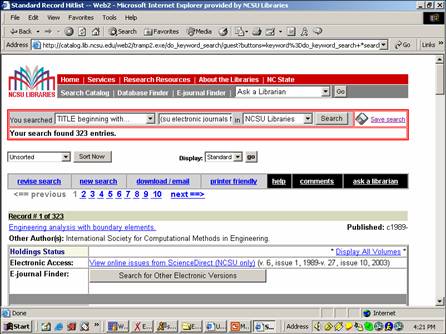 Standard Record Hitlist -- Web2 - Microsoft Internet Explorer provided by NCSU Libraries
File Edit View Favorites Tools Help
Back Search Favorites History
Address http://catalog.lib.ncsu.edu/web2/tramp2.exe/do_keyword_search/guest?buttons=keyword%3Ddo_keyword_search+*search Go Links
Home | Services | Research Resources | About the Libraries | NC State
Search Catalog | Database Finder | E-journal Finder | Ask a Librarian Go
NCSU LIBRARIES
You searched TITLE beginning with... (su electronic journals in NCSU Libraries Search Save search
Your search found 323 entries.
Unsorted Sort Now Display: Standard go
revise search new search download / email printer friendly help comments ask a librarian
<== previous 1 2 3 4 5 6 7 8 9 10 next ==>
Record # 1 of 323
Engineering analysis with boundary elements. Published: c1989-
Other Author(s): International Society for Computational Methods in Engineering.
Holdings Status * Display All Volumes *
Electronic Access: View online issues from ScienceDirect (NCSU only) (v. 6, issue 1, 1989-v. 27, issue 10, 2003)
E-journal Finder: Search for Other Electronic Versions
Done Internet
Start Address 4:21 PM